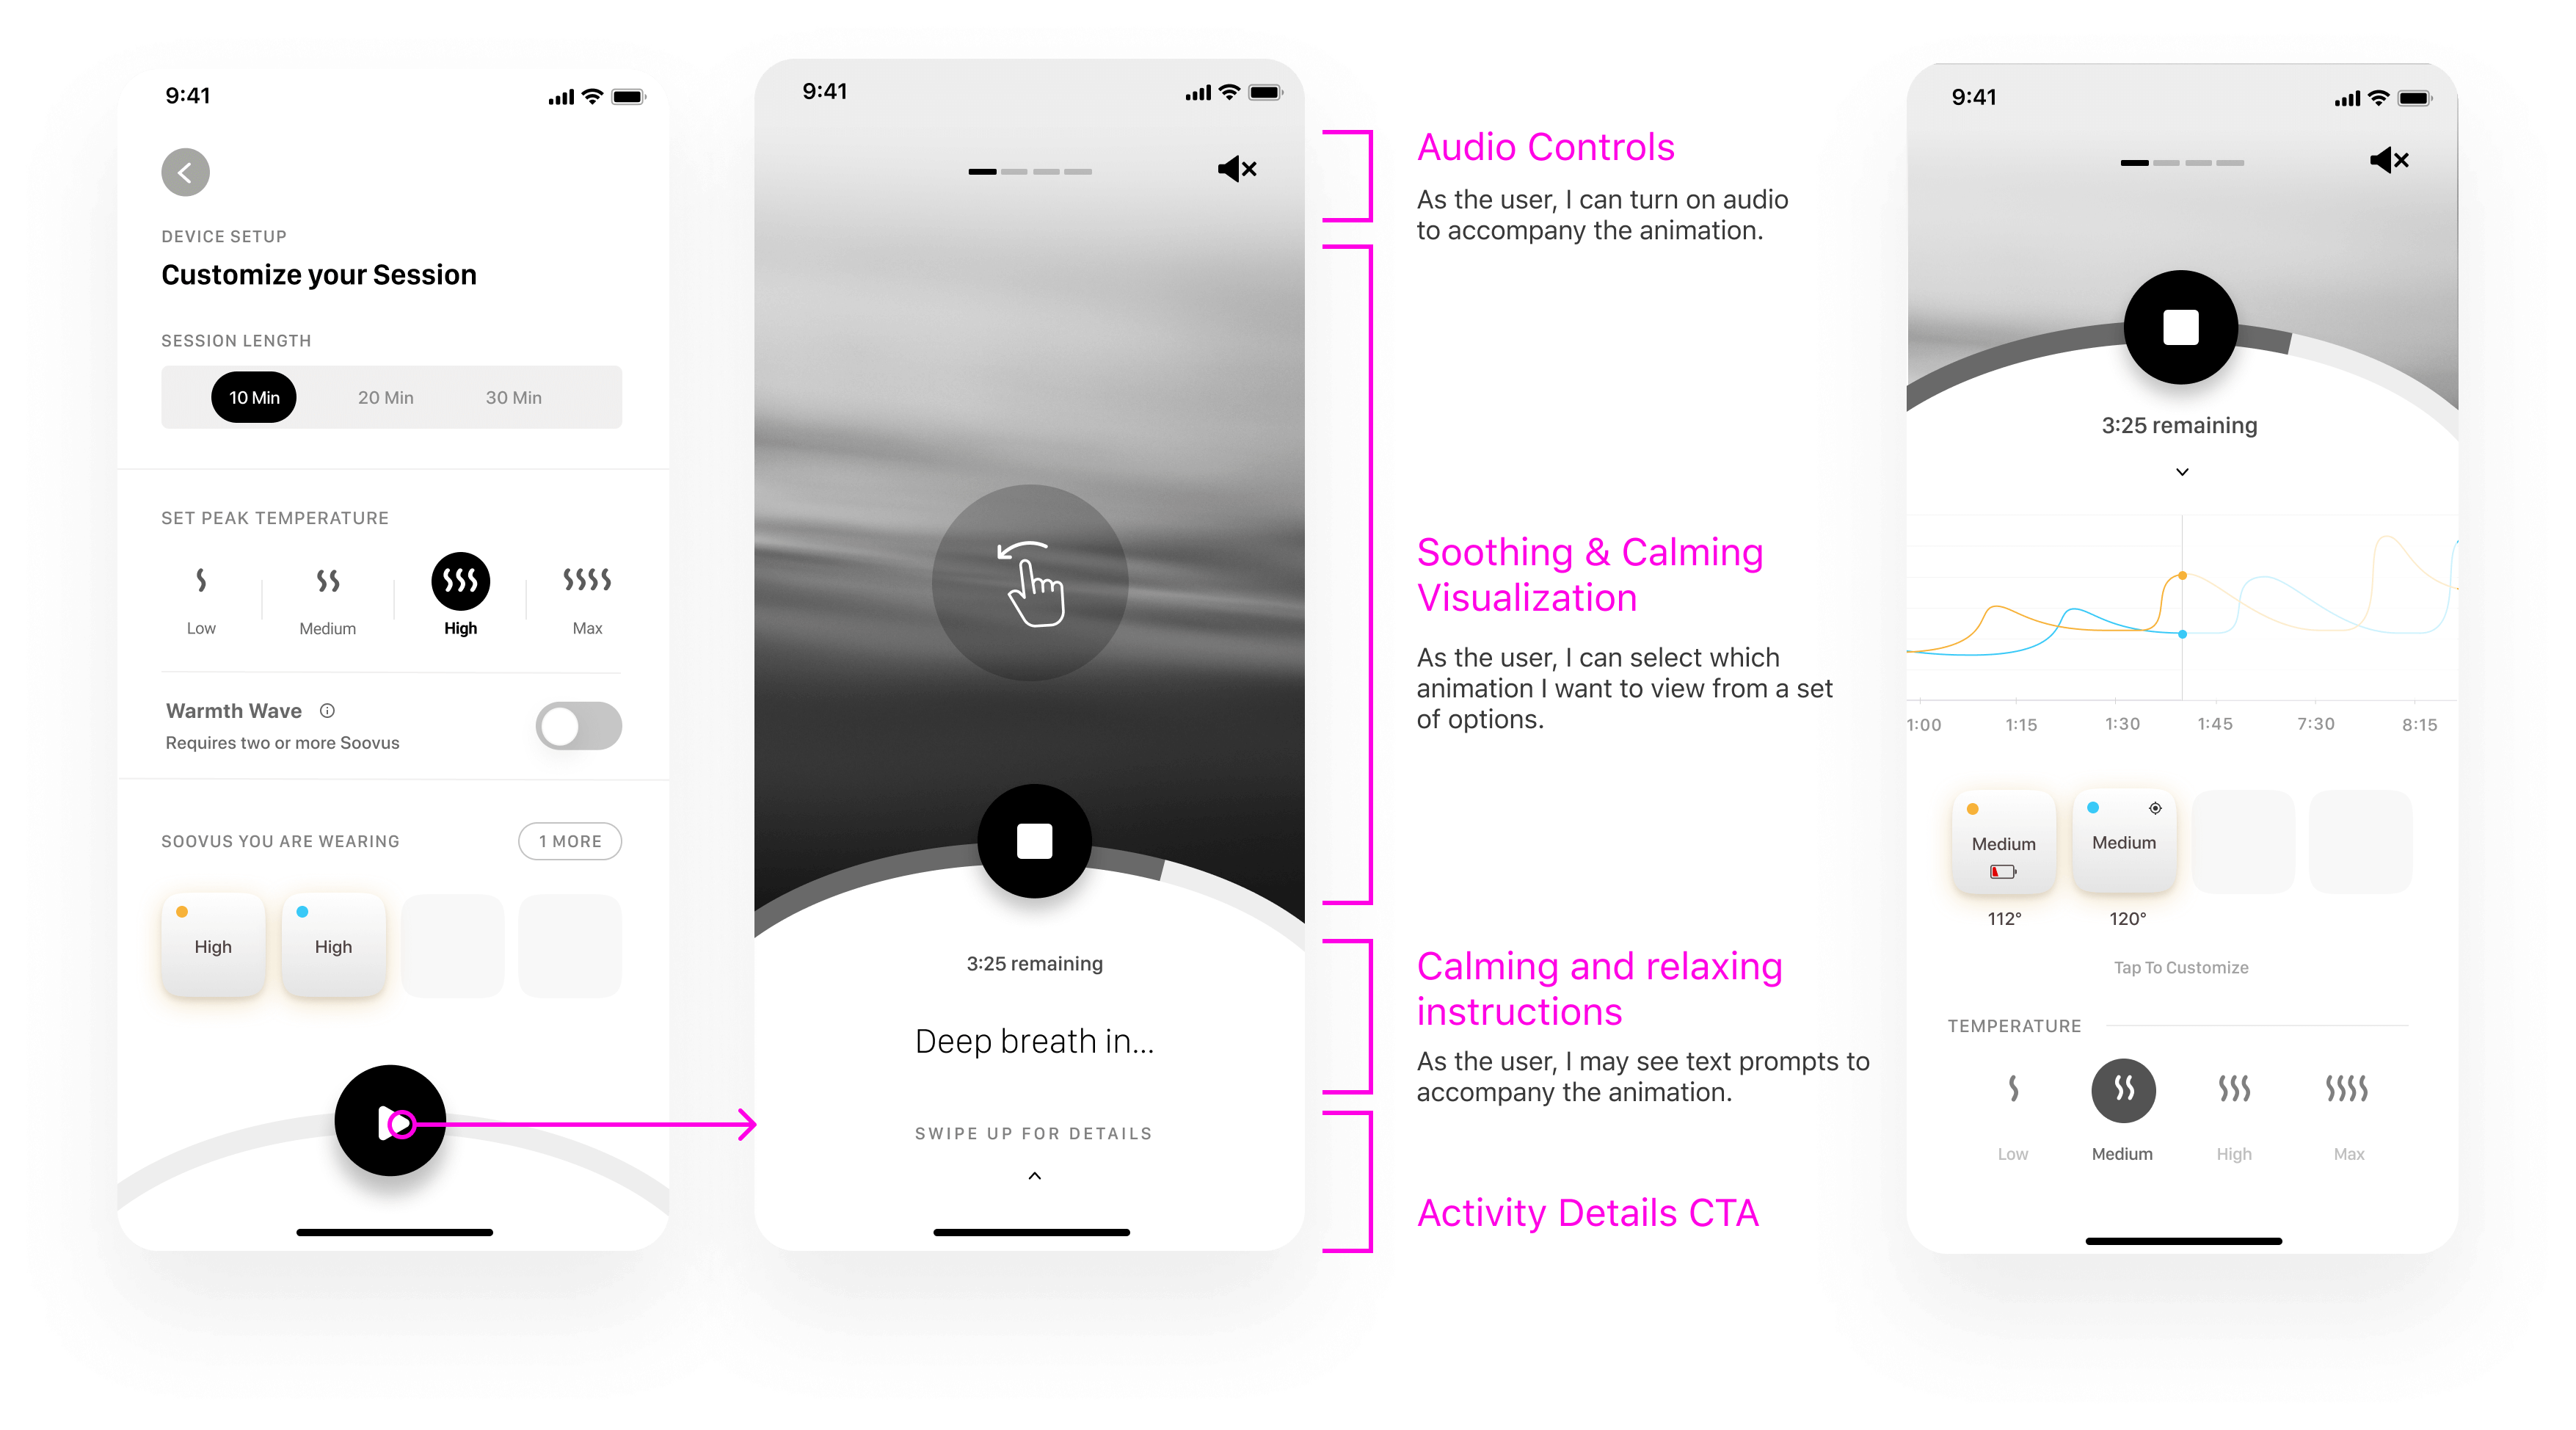 9:41
DEVICE SETUP
Customize your Session
SESSION LENGTH
10 Min 20 Min 30 Min
SET PEAK TEMPERATURE
Low Medium High Max
Warmth Wave
Requires two or more Soovus
SOOVUS YOU ARE WEARING 1 MORE
High High
9:41
3:25 remaining
Deep breath in...
SWIPE UP FOR DETAILS
Audio Controls
As the user, I can turn on audio
to accompany the animation.
Soothing & Calming
Visualization
As the user, I can select which
animation I want to view from a set
of options.
Calming and relaxing
instructions
As the user, I may see text prompts to
accompany the animation.
Activity Details CTA
9:41
3:25 remaining
1:00 1:15 1:30 1:45 7:30 8:15
Medium Medium
112° 120°
Tap To Customize
TEMPERATURE
Low Medium High Max